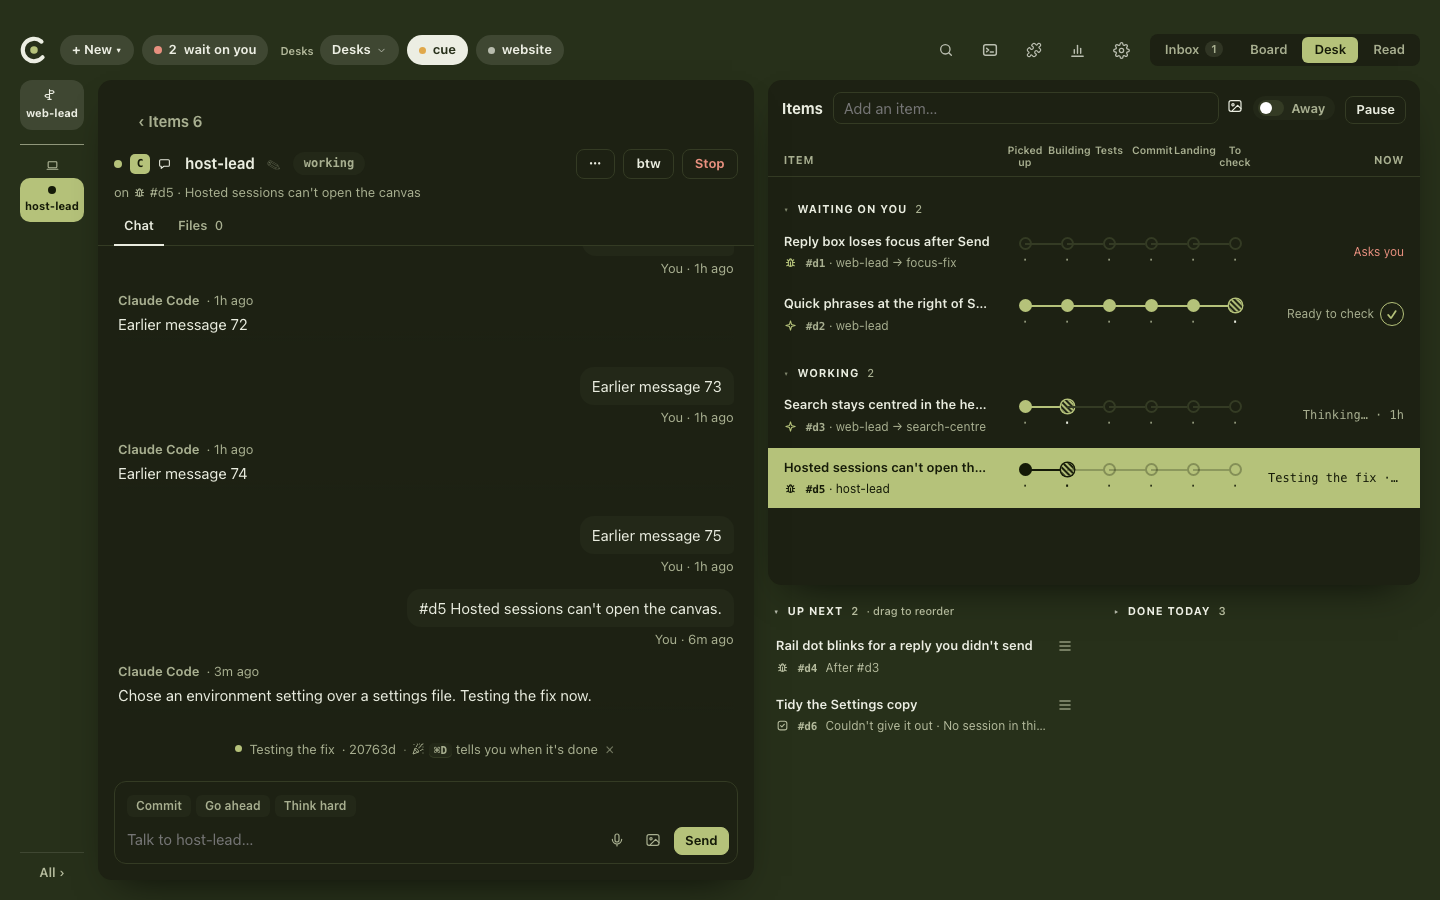 + New ▾
2 wait on you
Desks
Desks
cue
website
Inbox 1
Board
Desk
Read
web-lead
host-lead
All ›
‹ Items 6
C
host-lead
working
···
btw
Stop
on #d5 · Hosted sessions can't open the canvas
Chat
Files 0
You · 1h ago
Claude Code · 1h ago
Earlier message 72
Earlier message 73
You · 1h ago
Claude Code · 1h ago
Earlier message 74
Earlier message 75
You · 1h ago
#d5 Hosted sessions can't open the canvas.
You · 6m ago
Claude Code · 3m ago
Chose an environment setting over a settings file. Testing the fix now.
Testing the fix · 20763d · ⌘D tells you when it's done ×
Commit
Go ahead
Think hard
Talk to host-lead...
Send
Items
Add an item...
Away
Pause
ITEM
Picked up
Building
Tests
Commit
Landing
To check
NOW
WAITING ON YOU 2
Reply box loses focus after Send
#d1 · web-lead → focus-fix
Asks you
Quick phrases at the right of S...
#d2 · web-lead
Ready to check
WORKING 2
Search stays centred in the he...
#d3 · web-lead → search-centre
Thinking… · 1h
Hosted sessions can't open th...
#d5 · host-lead
Testing the fix ·…
UP NEXT 2 · drag to reorder
Rail dot blinks for a reply you didn't send
#d4 After #d3
Tidy the Settings copy
#d6 Couldn't give it out · No session in thi...
DONE TODAY 3